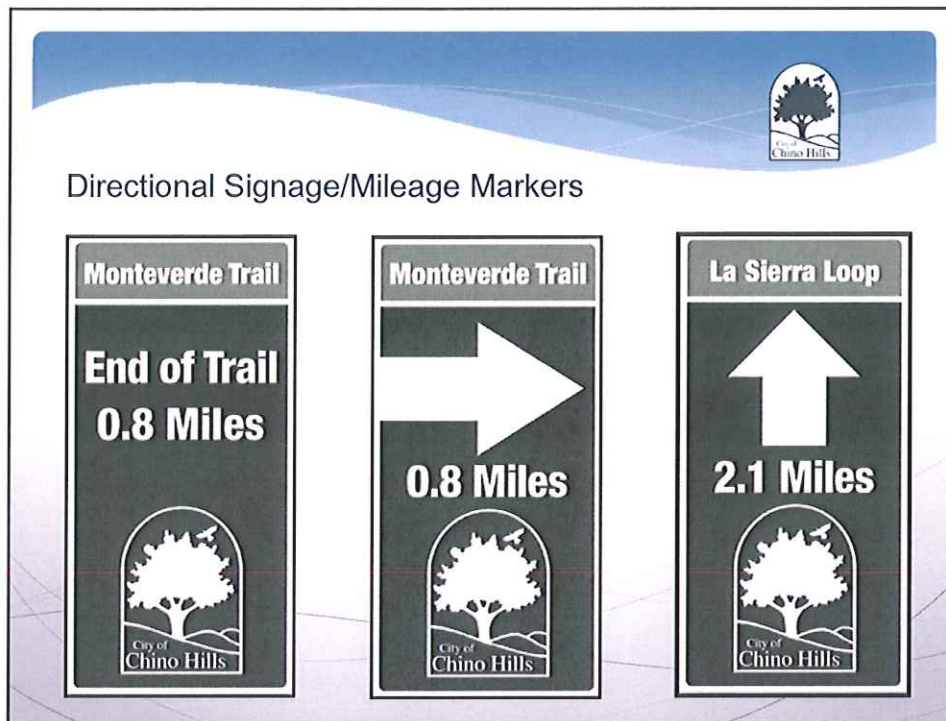 City of
Chino Hills
Directional Signage/Mileage Markers
Monteverde Trail
End of Trail
0.8 Miles
City of
Chino Hills
Monteverde Trail
0.8 Miles
City of
Chino Hills
La Sierra Loop
2.1 Miles
City of
Chino Hills